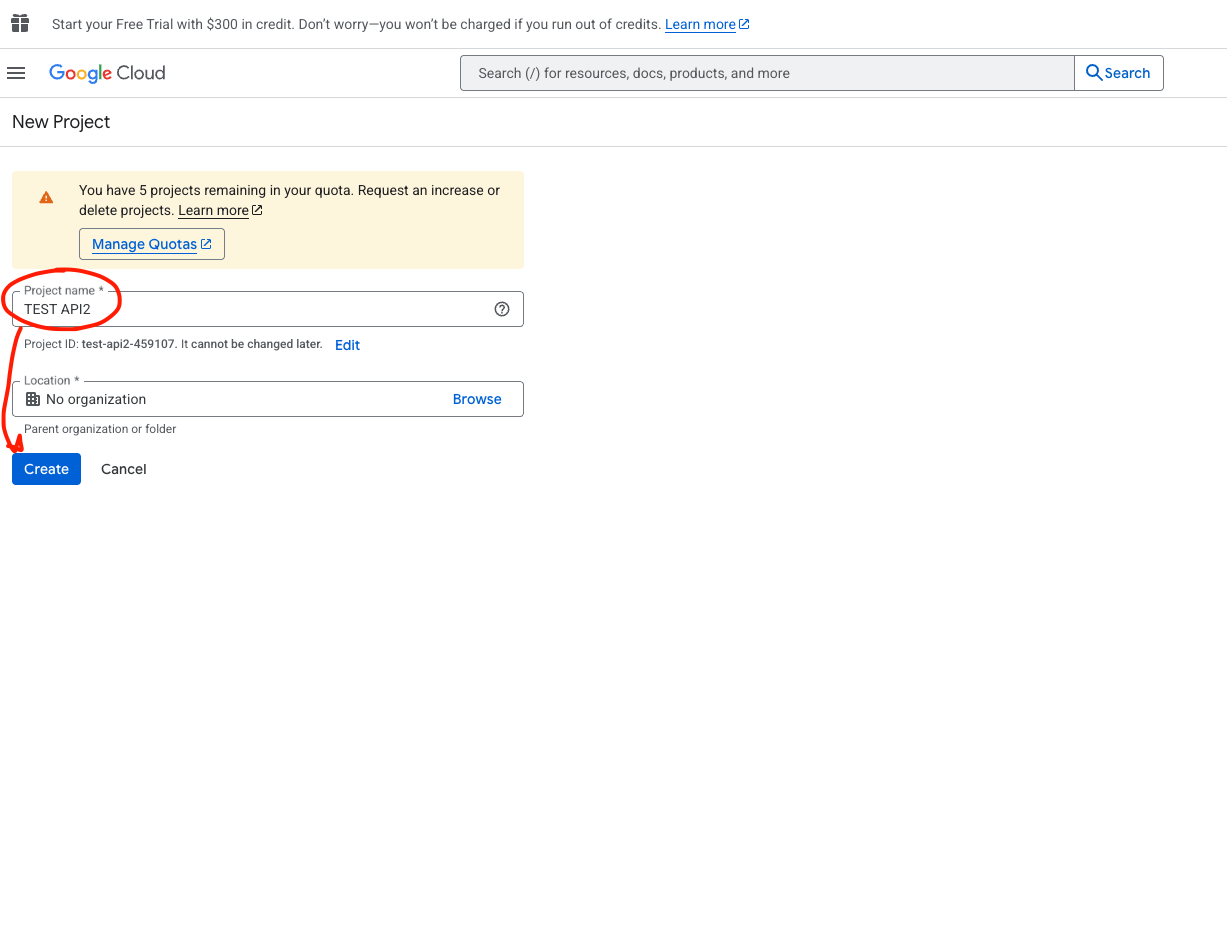 Start your Free Trial with $300 in credit. Don’t worry—you won’t be charged if you run out of credits. Learn more
Google Cloud
Search (/) for resources, docs, products, and more
Search
New Project
You have 5 projects remaining in your quota. Request an increase or
delete projects. Learn more
Manage Quotas
Project name *
TEST API2
Project ID: test-api2-459107. It cannot be changed later. Edit
Location *
No organization
Browse
Parent organization or folder
Create
Cancel